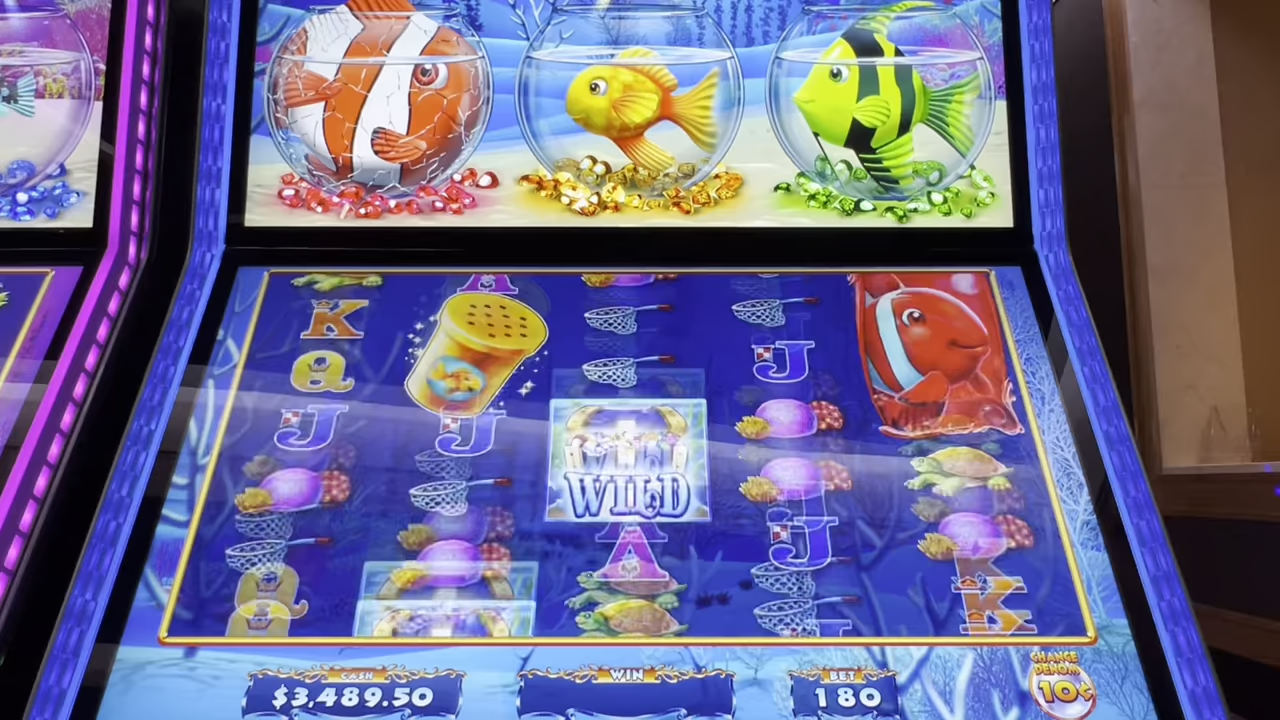 A
K
Q
J
J
J
WILD
J
A
K
CASH
$3,489.50
WIN
BET
180
CHANGE
DENOM
10¢